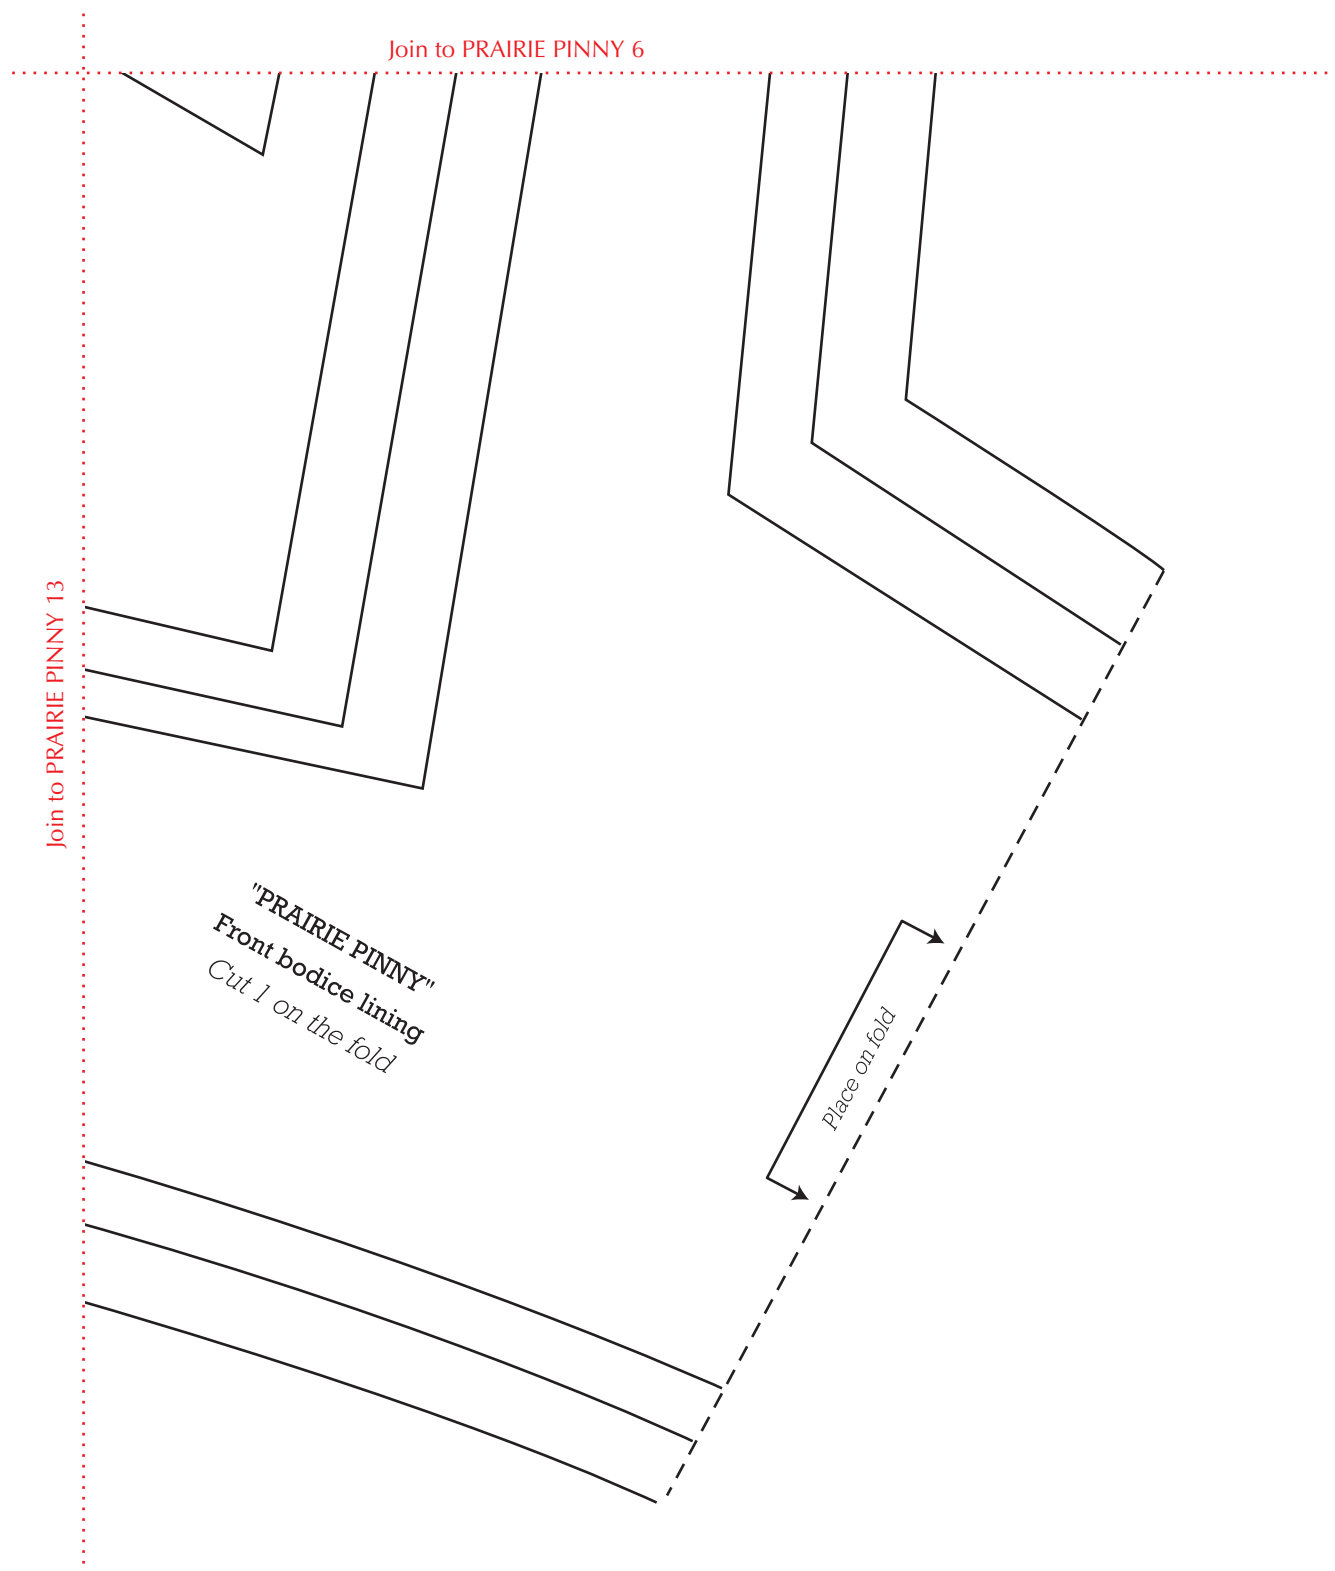 Join to PRAIRIE PINNY 6
Join to PRAIRIE PINNY 13
"PRAIRIE PINNY"
Front bodice lining
Cut 1 on the fold
Place on fold